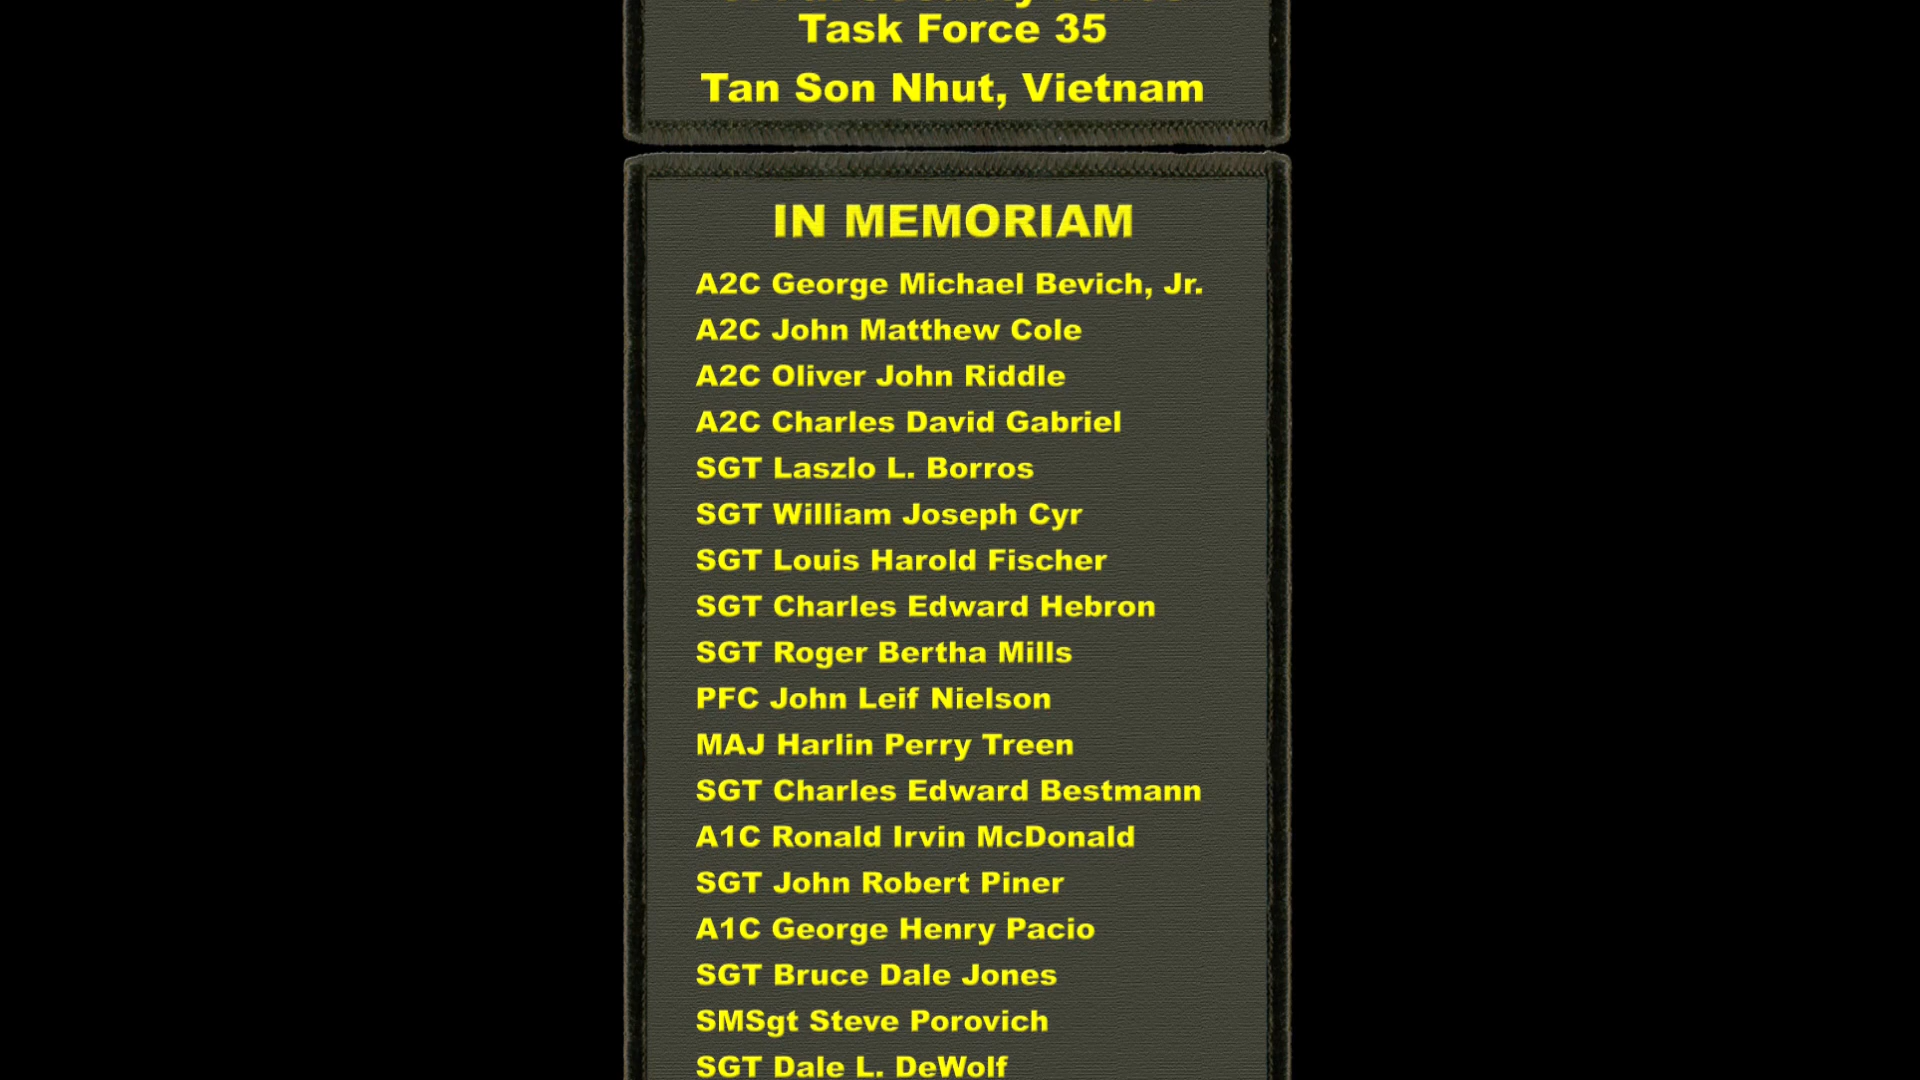 Task Force 35
Tan Son Nhut, Vietnam
IN MEMORIAM
A2C George Michael Bevich, Jr.
A2C John Matthew Cole
A2C Oliver John Riddle
A2C Charles David Gabriel
SGT Laszlo L. Borros
SGT William Joseph Cyr
SGT Louis Harold Fischer
SGT Charles Edward Hebron
SGT Roger Bertha Mills
PFC John Leif Nielson
MAJ Harlin Perry Treen
SGT Charles Edward Bestmann
A1C Ronald Irvin McDonald
SGT John Robert Piner
A1C George Henry Pacio
SGT Bruce Dale Jones
SMSgt Steve Porovich
SGT Dale L. DeWolf